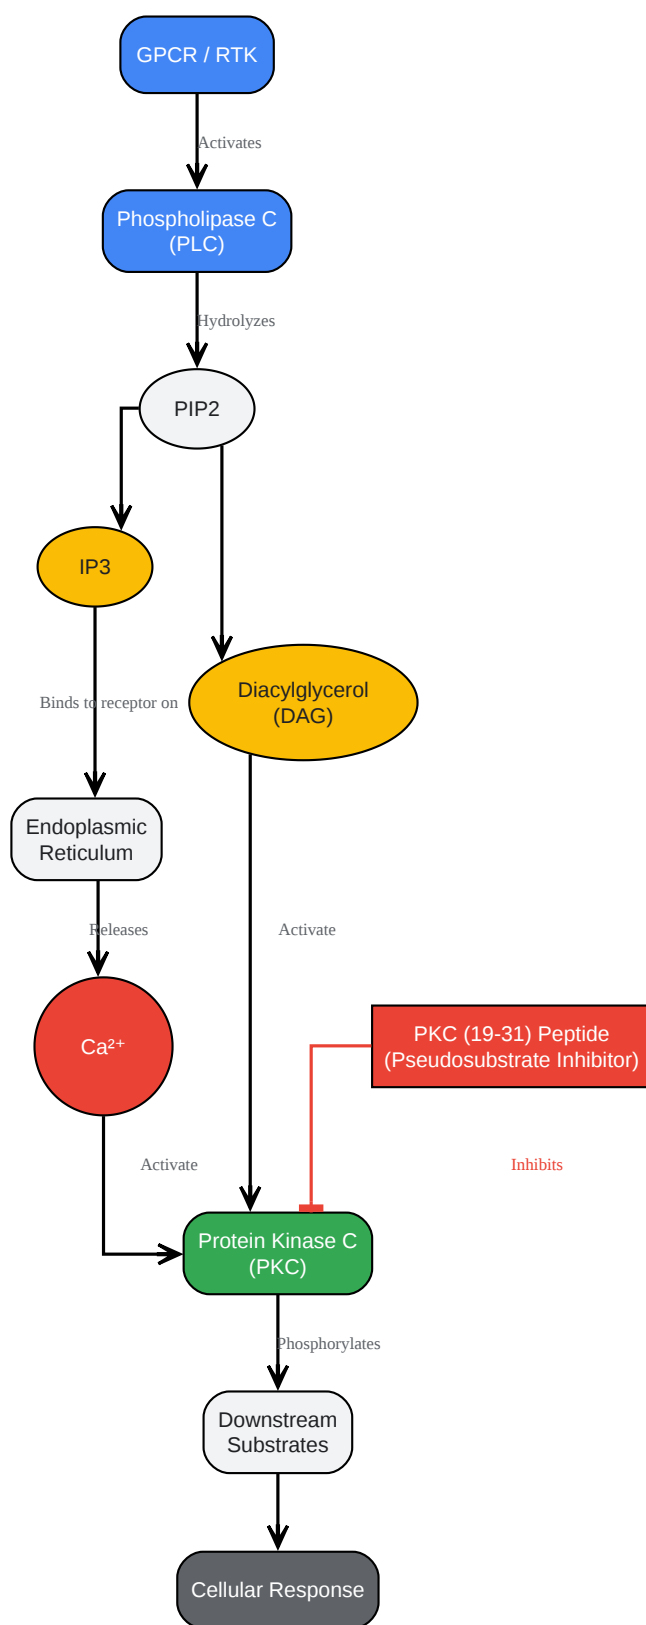 GPCR / RTK
Activates
Phospholipase C
(PLC)
Hydrolyzes
PIP2
IP3
Diacylglycerol
(DAG)
Binds to receptor on
Endoplasmic
Reticulum
Releases
Activate
Ca²⁺
PKC (19-31) Peptide
(Pseudosubstrate Inhibitor)
Activate
Inhibits
Protein Kinase C
(PKC)
Phosphorylates
Downstream
Substrates
Cellular Response